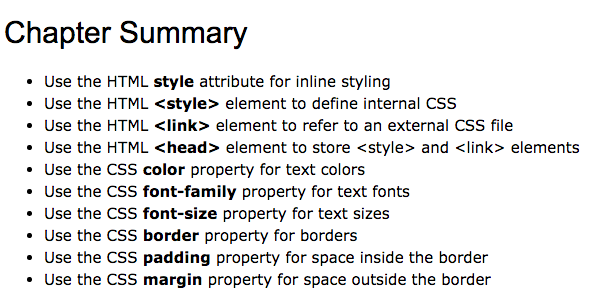 Chapter Summary
• Use the HTML style attribute for inline styling
• Use the HTML <style> element to define internal CSS
• Use the HTML <link> element to refer to an external CSS file
• Use the HTML <head> element to store <style> and <link> elements
• Use the CSS color property for text colors
• Use the CSS font-family property for text fonts
• Use the CSS font-size property for text sizes
• Use the CSS border property for borders
• Use the CSS padding property for space inside the border
• Use the CSS margin property for space outside the border